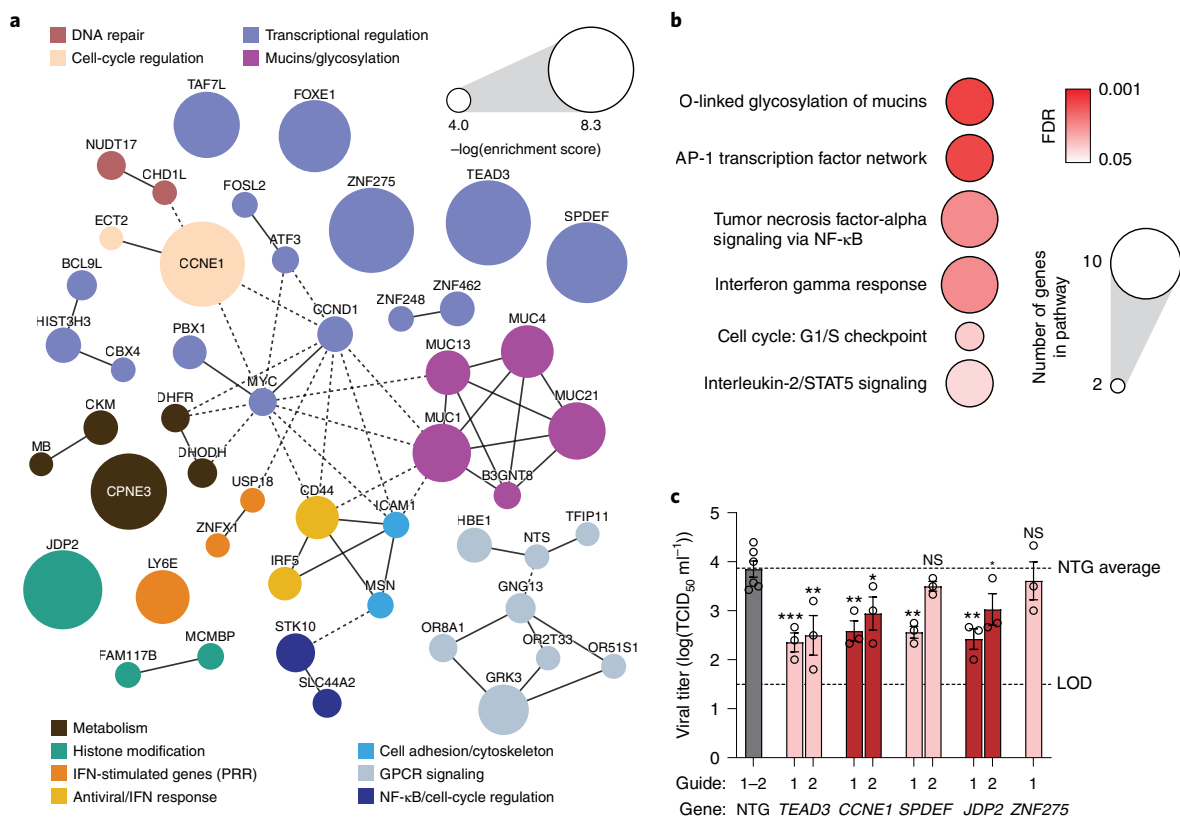 a
DNA repair
Cell-cycle regulation
Transcriptional regulation
Mucins/glycosylation
4.0
8.3
–log(enrichment score)
TAF7L
FOXE1
NUDT17
CHD1L
FOSL2
ZNF275
TEAD3
SPDEF
ECT2
CCNE1
ATF3
BCL9L
ZNF462
ZNF248
CCND1
HIST3H3
PBX1
CBX4
MUC4
MUC13
MYC
MUC21
CKM
DHFR
MUC1
MB
DHODH
B3GNT8
CPNE3
USP18
CD44
ICAM1
ZNFX1
HBE1
TFIP11
NTS
JDP2
LY6E
IRF5
MSN
GNG13
STK10
OR8A1
OR2T33
OR51S1
MCMBP
FAM117B
SLC44A2
GRK3
Metabolism
Histone modification
IFN-stimulated genes (PRR)
Antiviral/IFN response
Cell adhesion/cytoskeleton
GPCR signaling
NF-κB/cell-cycle regulation
b
O-linked glycosylation of mucins
AP-1 transcription factor network
Tumor necrosis factor-alpha
signaling via NF-κB
Interferon gamma response
Cell cycle: G1/S checkpoint
Interleukin-2/STAT5 signaling
FDR
0.001
0.05
Number of genes
in pathway
10
2
c
Viral titer (log(TCID50 ml−1))
5
4
3
2
1
0
*** ** ** * ** NS ** * NS
NTG average
LOD
Guide: 1–2 1 2 1 2 1 2 1 2 1
Gene: NTG TEAD3 CCNE1 SPDEF JDP2 ZNF275